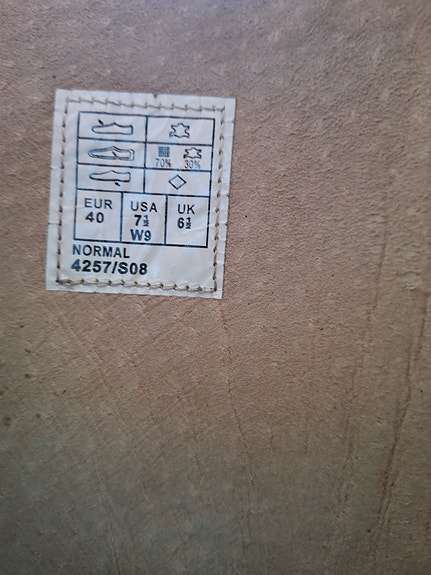 70% 30%
EUR USA UK
40 7½ 6½
W9
NORMAL
4257/S08